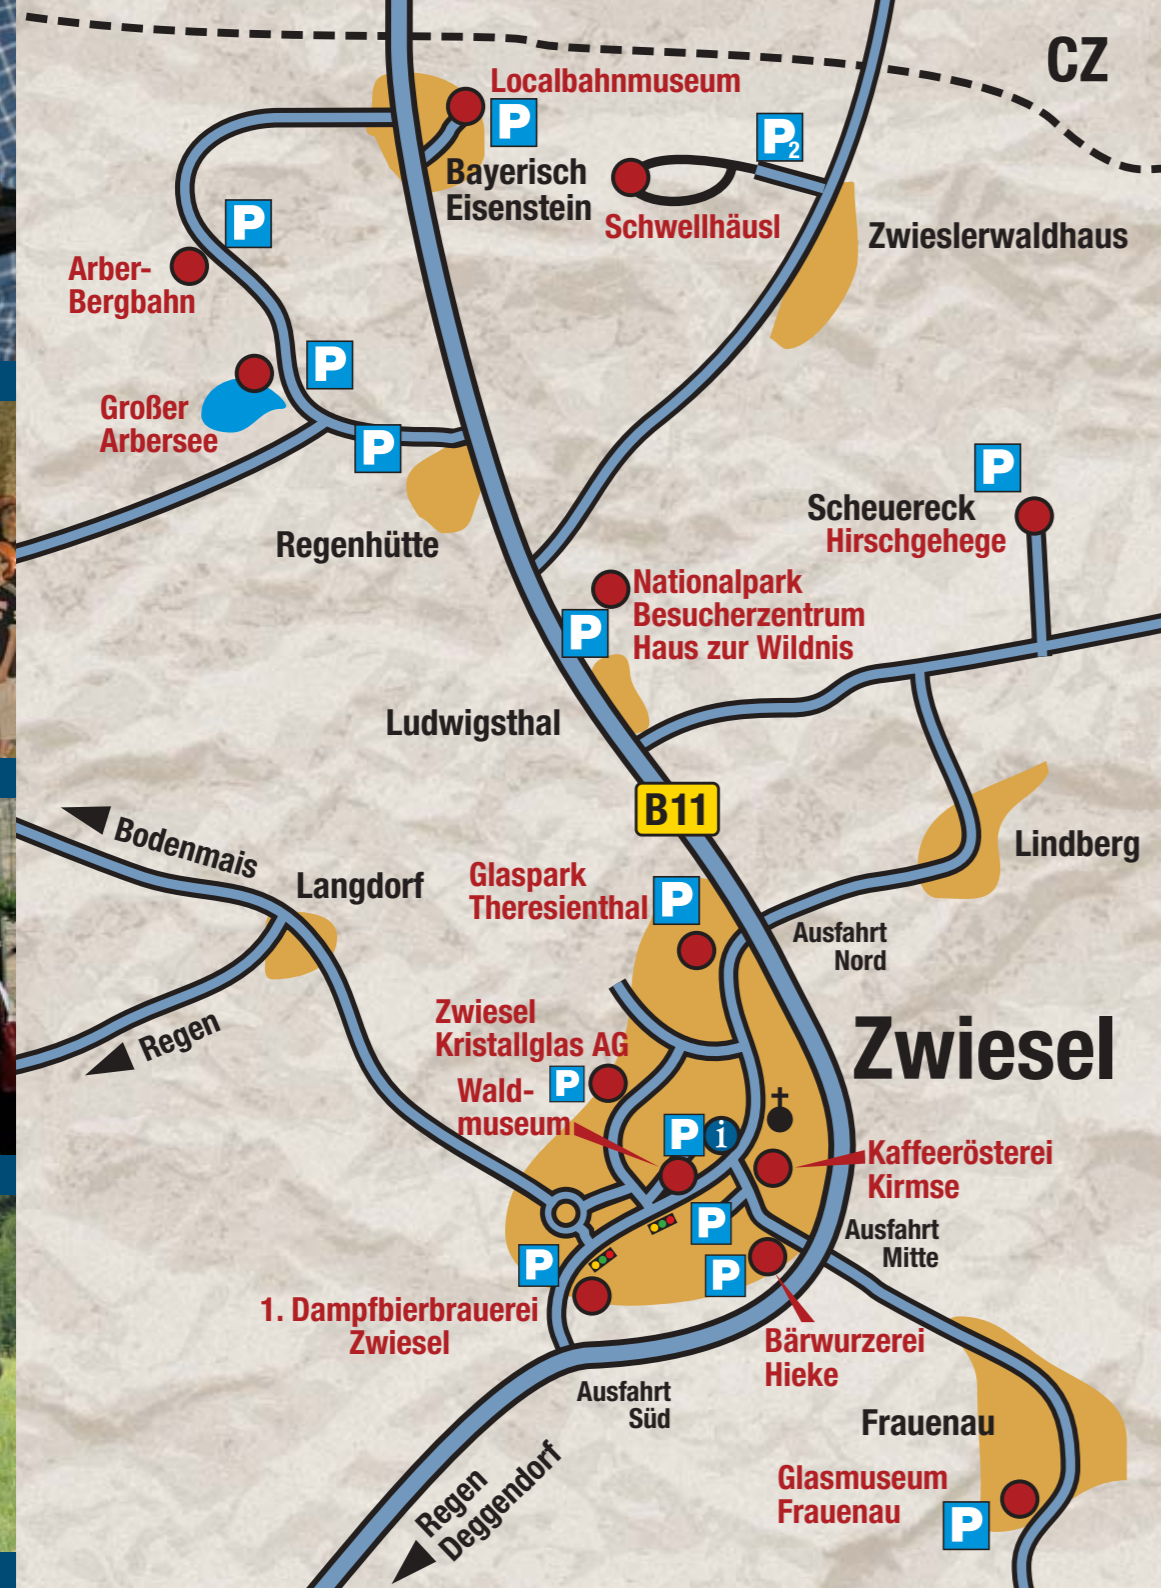 CZ
Localbahnmuseum
P
Bayerisch
Eisenstein
P2
Schwellhäusl
Zwieslerwaldhaus
P
Arber-
Bergbahn
P
Großer
Arbersee
P
Regenhütte
P
Scheuereck
Hirschgehege
Nationalpark
Besucherzentrum
Haus zur Wildnis
P
Ludwigsthal
B11
Bodenmais
Langdorf
Regen
Lindberg
Glaspark
Theresienthal
P
Ausfahrt
Nord
Zwiesel
Zwiesel
Kristallglas AG
P
Wald-
museum
P
i
Kaffeerösterei
Kirmse
P
Ausfahrt
Mitte
P
P
1. Dampfbierbrauerei
Zwiesel
Bärwurzerei
Hieke
Ausfahrt
Süd
Regen
Deggendorf
Frauenau
Glasmuseum
Frauenau
P